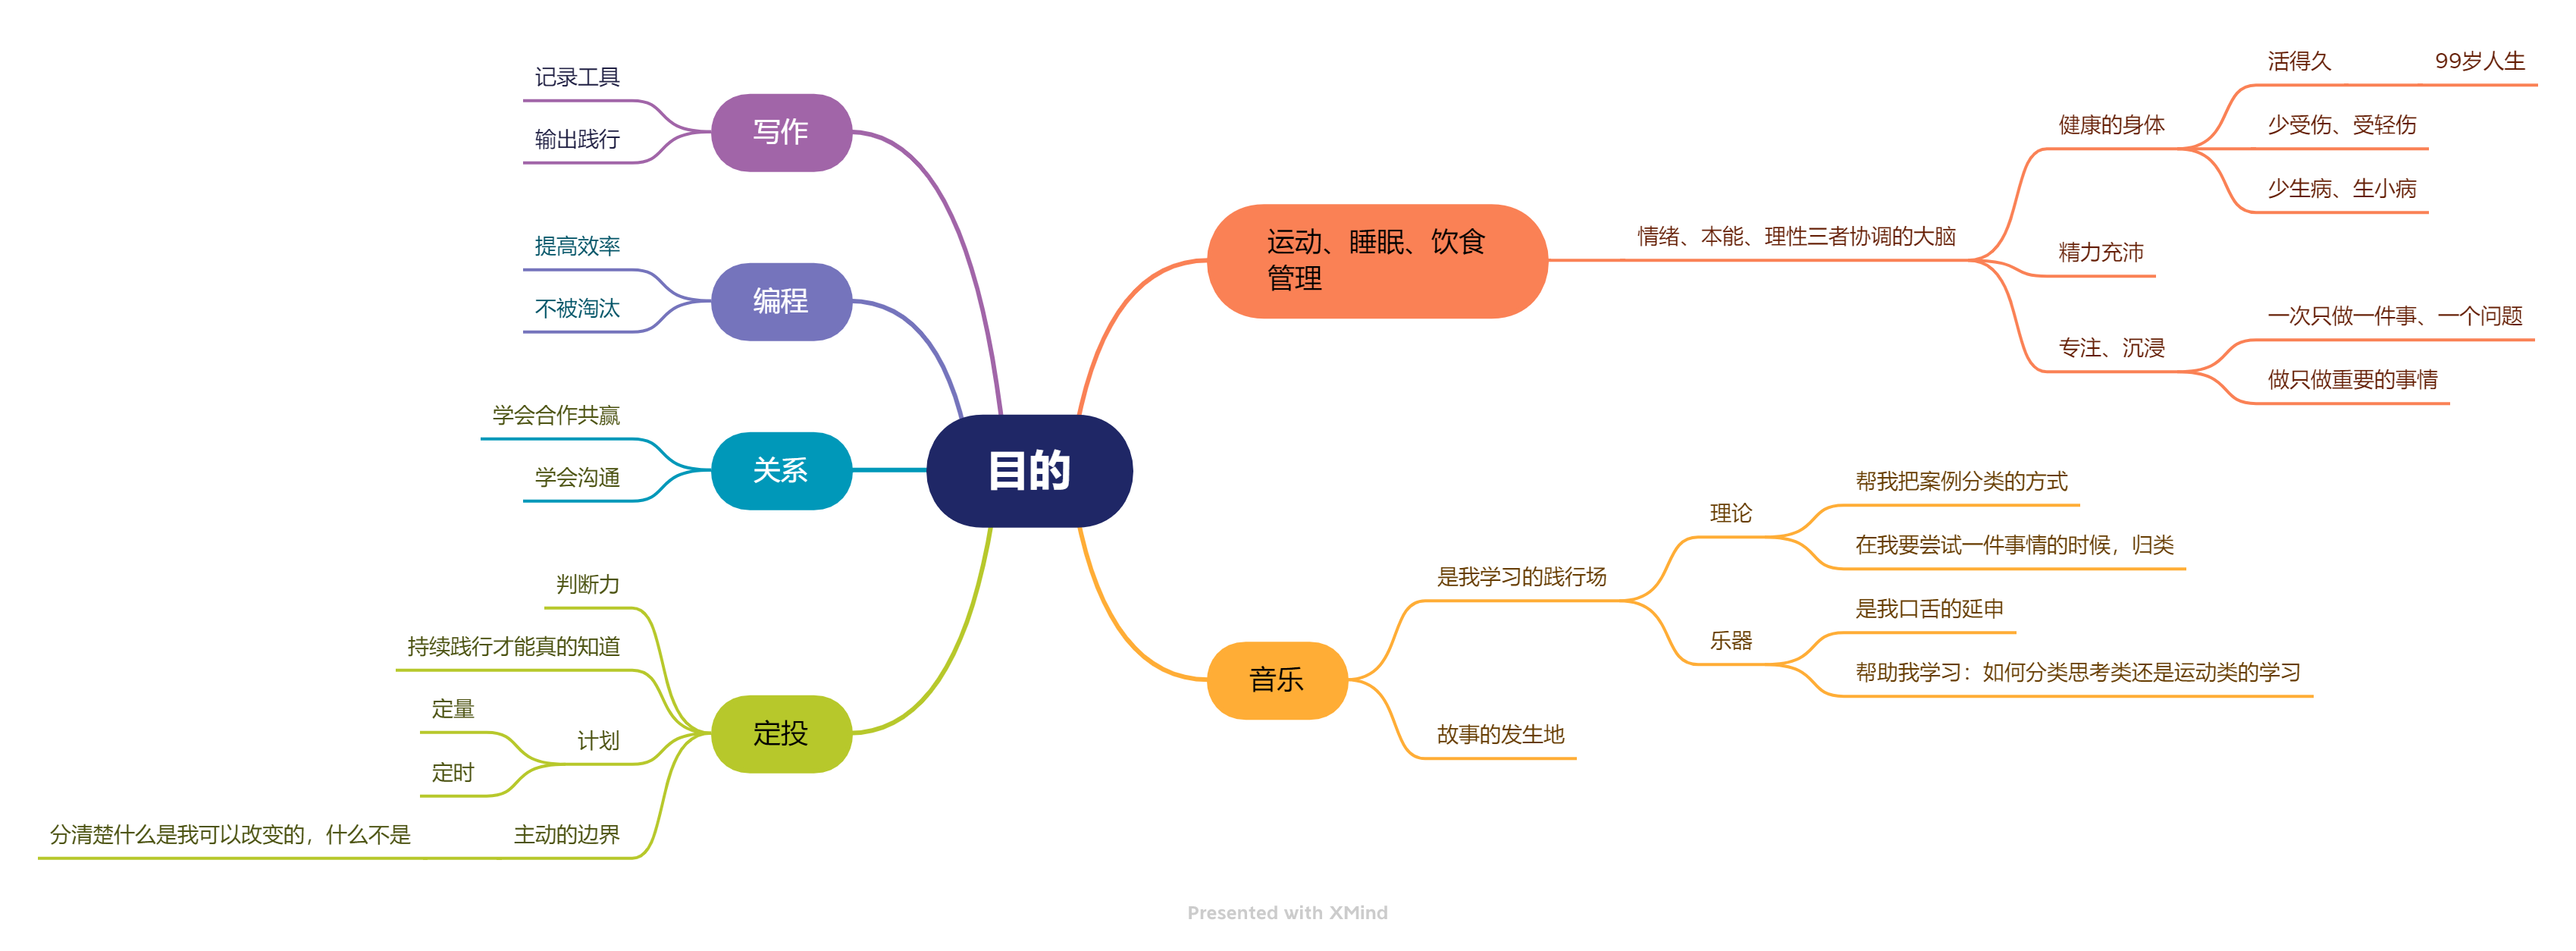 目的
运动、睡眠、饮食
管理
情绪、本能、理性三者协调的大脑
健康的身体
活得久
99岁人生
少受伤、受轻伤
少生病、生小病
精力充沛
专注、沉浸
一次只做一件事、一个问题
做只做重要的事情
音乐
是我学习的践行场
理论
帮我把案例分类的方式
在我要尝试一件事情的时候，归类
乐器
是我口舌的延申
帮助我学习：如何分类思考类还是运动类的学习
故事的发生地
写作
记录工具
输出践行
编程
提高效率
不被淘汰
关系
学会合作共赢
学会沟通
定投
判断力
持续践行才能真的知道
计划
定量
定时
主动的边界
分清楚什么是我可以改变的，什么不是
Presented with XMind